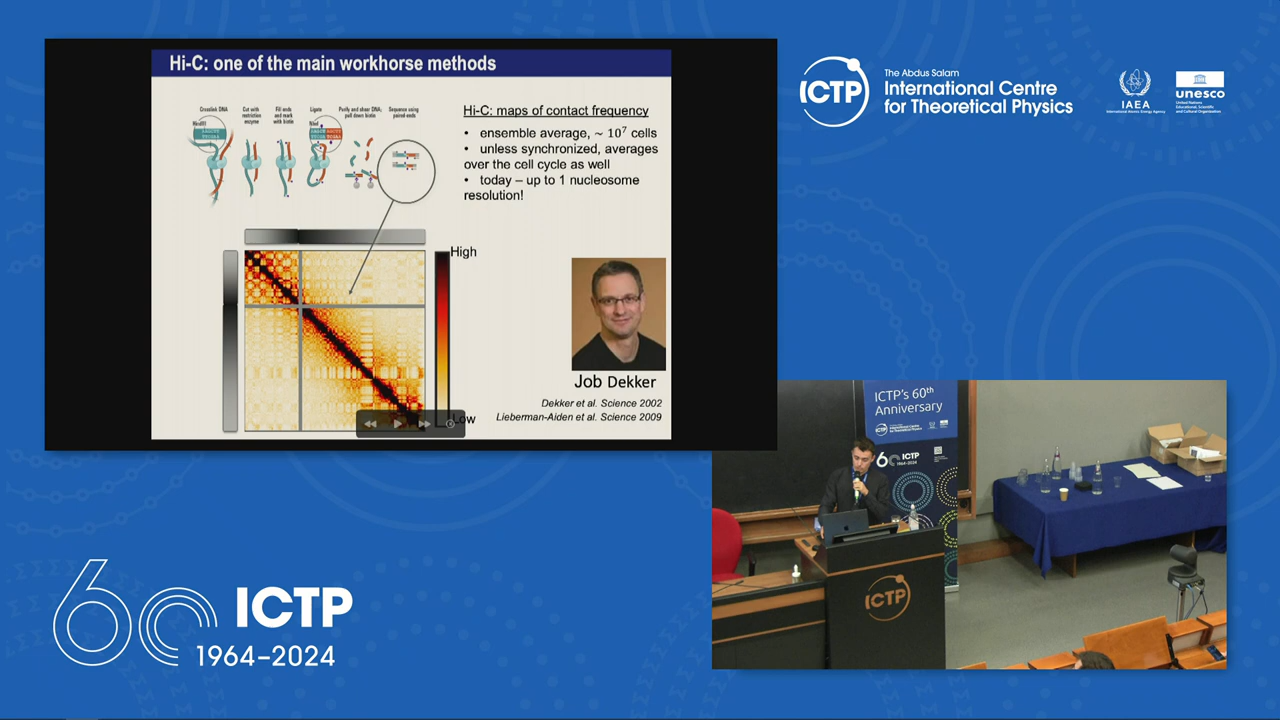 Hi-C: one of the main workhorse methods
Crosslink DNA
Cut with
restriction
enzyme
Fill ends
and mark
with biotin
Ligate
Purify and shear DNA;
pull down biotin
Sequence using
paired ends
HindIII
NheI
Hi-C: maps of contact frequency
• ensemble average, ~ 10⁷ cells
• unless synchronized, averages
over the cell cycle as well
• today – up to 1 nucleosome
resolution!
High
Low
Job Dekker
Dekker et al. Science 2002
Lieberman-Aiden et al. Science 2009
ICTP
The Abdus Salam
International Centre
for Theoretical Physics
IAEA
International Atomic Energy Agency
unesco
United Nations
Educational, Scientific
and Cultural Organization
ICTP's 60th
Anniversary
ICTP
60 ICTP
1964–2024
ICTP
60 ICTP
1964–2024